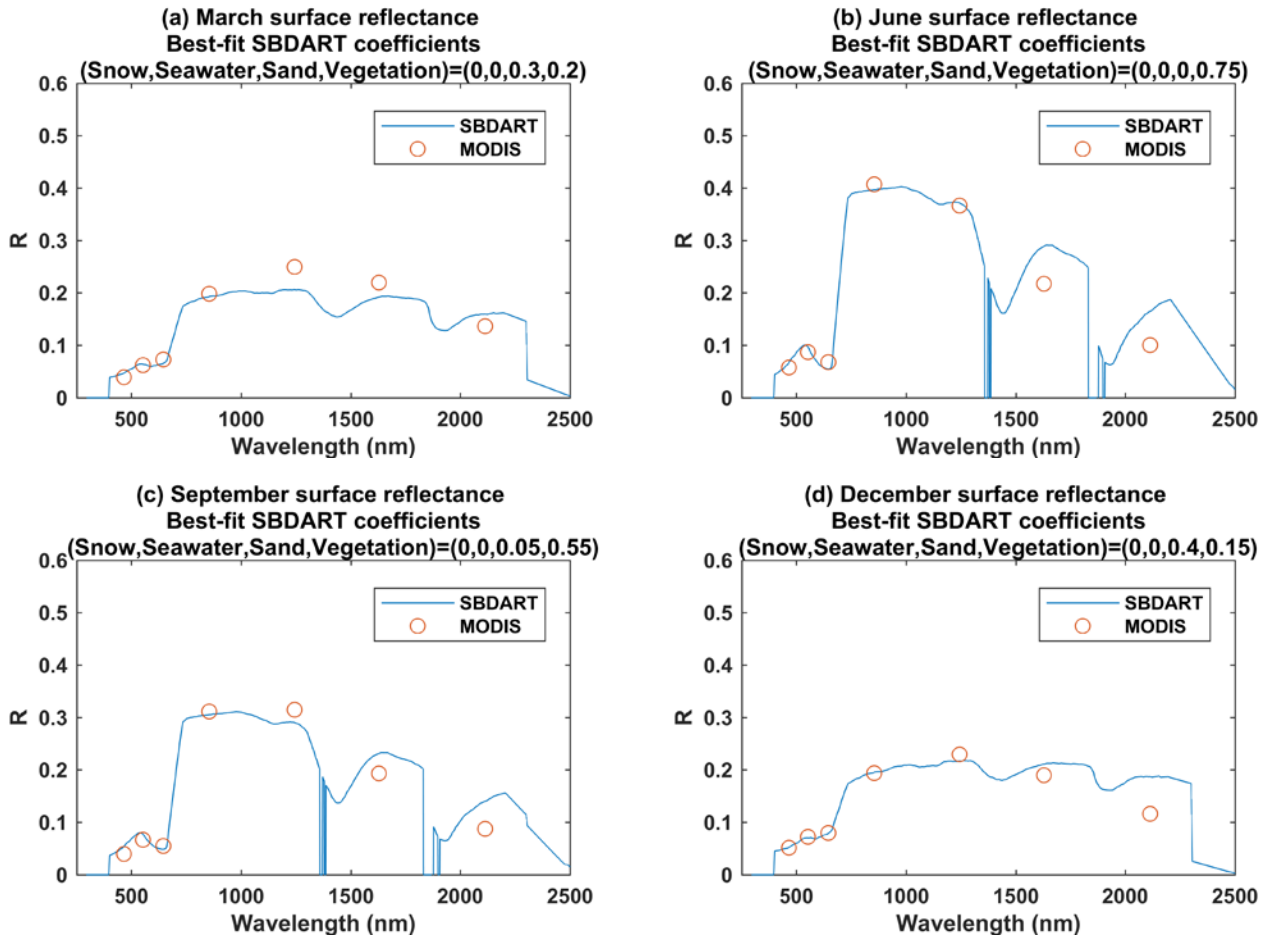 (a) March surface reflectance
Best-fit SBDART coefficients
(Snow,Seawater,Sand,Vegetation)=(0,0,0.3,0.2)
0.6
0.5
0.4
0.3
0.2
0.1
0
R
SBDART
MODIS
500
1000
1500
2000
2500
Wavelength (nm)
(b) June surface reflectance
Best-fit SBDART coefficients
(Snow,Seawater,Sand,Vegetation)=(0,0,0,0.75)
0.6
0.5
0.4
0.3
0.2
0.1
0
R
SBDART
MODIS
500
1000
1500
2000
2500
Wavelength (nm)
(c) September surface reflectance
Best-fit SBDART coefficients
(Snow,Seawater,Sand,Vegetation)=(0,0,0.05,0.55)
0.6
0.5
0.4
0.3
0.2
0.1
0
R
SBDART
MODIS
500
1000
1500
2000
2500
Wavelength (nm)
(d) December surface reflectance
Best-fit SBDART coefficients
(Snow,Seawater,Sand,Vegetation)=(0,0,0.4,0.15)
0.6
0.5
0.4
0.3
0.2
0.1
0
R
SBDART
MODIS
500
1000
1500
2000
2500
Wavelength (nm)